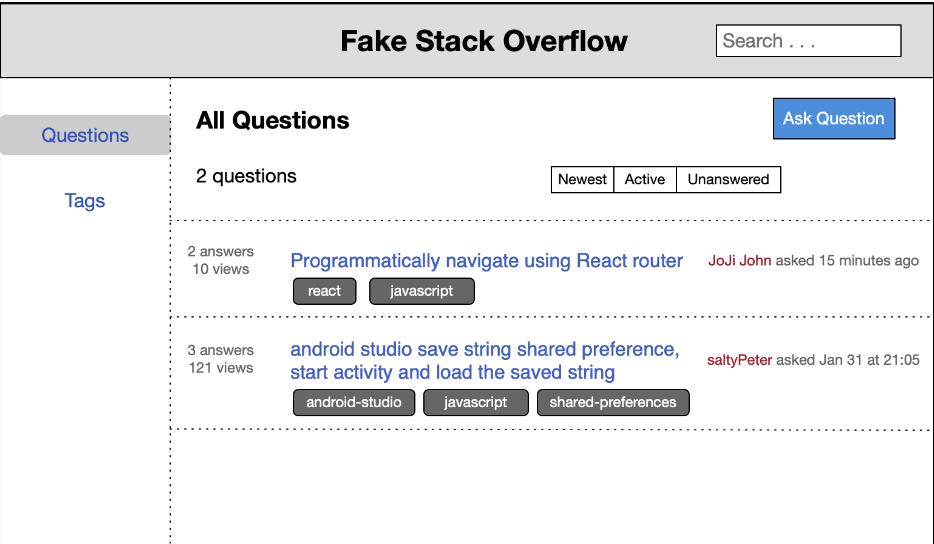 Fake Stack Overflow
Search . . .
Questions
Tags
All Questions
Ask Question
2 questions
Newest Active Unanswered
2 answers
10 views
Programmatically navigate using React router
react javascript
JoJi John asked 15 minutes ago
3 answers
121 views
android studio save string shared preference,
start activity and load the saved string
android-studio javascript shared-preferences
saltyPeter asked Jan 31 at 21:05